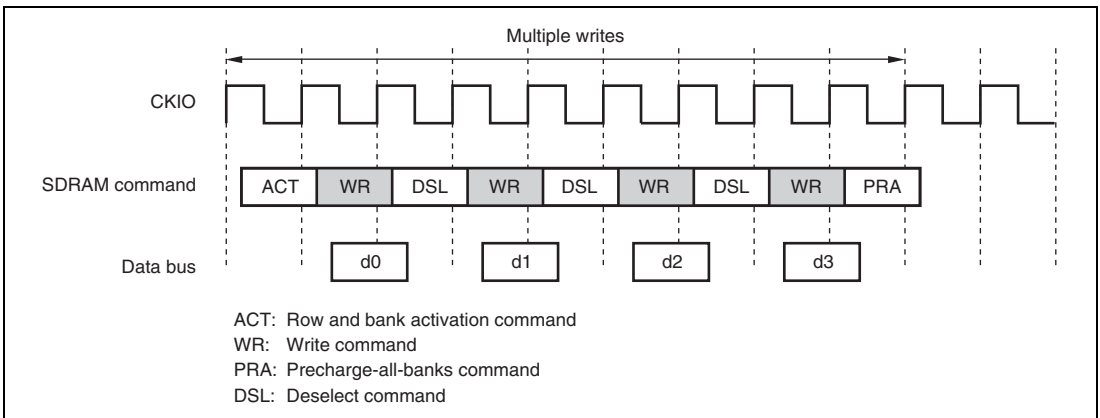 Multiple writes
CKIO
SDRAM command ACT WR DSL WR DSL WR DSL WR PRA
Data bus d0 d1 d2 d3
ACT: Row and bank activation command
WR: Write command
PRA: Precharge-all-banks command
DSL: Deselect command